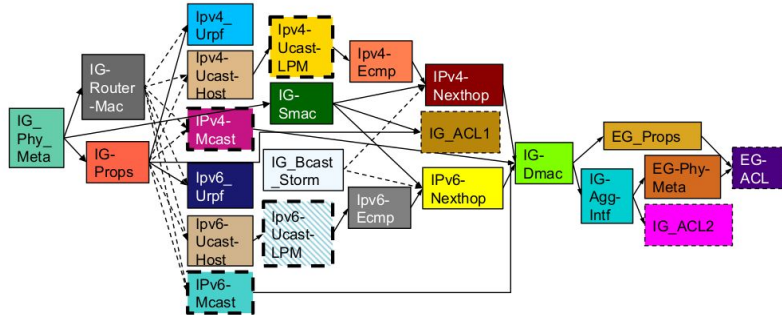 IG_
Phy_
Meta
IG-
Router
-Mac
IG-
Props
Ipv4_
Urpf
Ipv4-
Ucast-
Host
IPv4-
Mcast
Ipv6_
Urpf
Ipv6-
Ucast-
Host
IPv6-
Mcast
Ipv4-
Ucast-
LPM
IG-
Smac
IG_Bcast
_Storm
Ipv6-
Ucast-
LPM
Ipv4-
Ecmp
Ipv6-
Ecmp
IPv4-
Nexthop
IG_ACL1
IPv6-
Nexthop
IG-
Dmac
EG_Props
IG-
Agg-
Intf
EG-Phy-
Meta
IG_ACL2
EG-
ACL